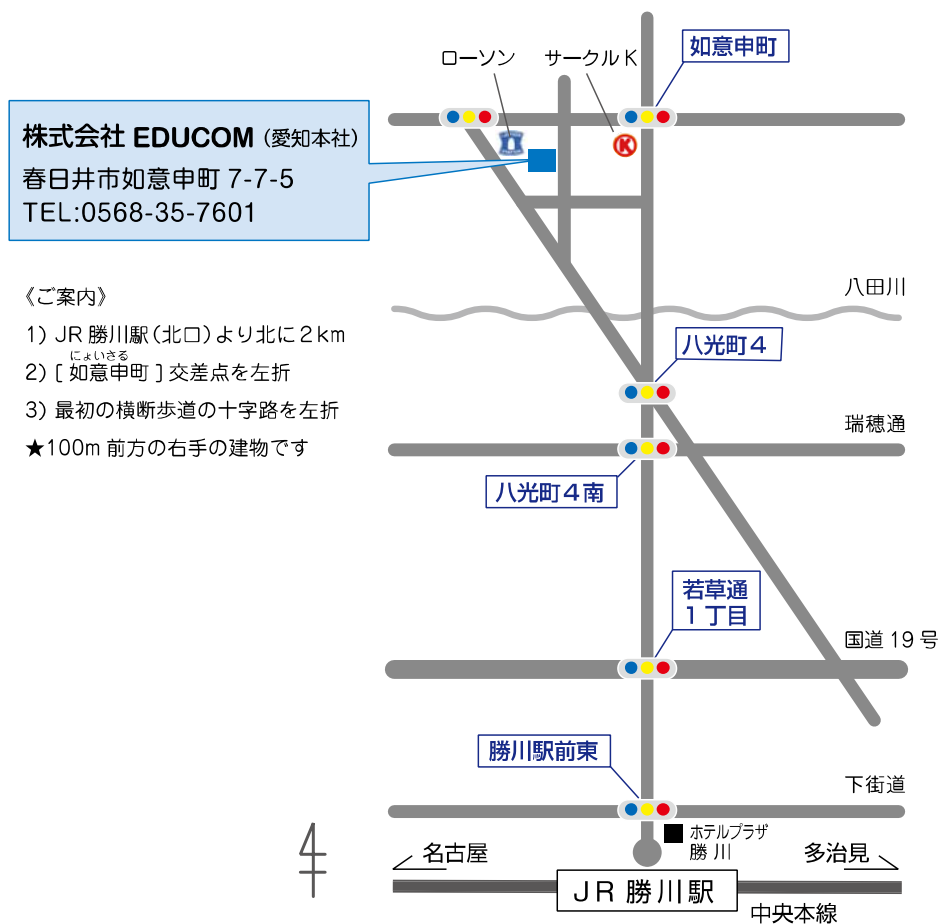 ローソン
サークルK
如意申町
株式会社 EDUCOM (愛知本社)
春日井市如意申町 7-7-5
TEL:0568-35-7601
K
八田川
《ご案内》
1) JR 勝川駅(北口)より北に2km
にょいさる
2) [ 如意申町 ] 交差点を左折
3) 最初の横断歩道の十字路を左折
★100m 前方の右手の建物です
八光町4
瑞穂通
八光町4南
若草通
1丁目
国道 19 号
勝川駅前東
下街道
ホテルプラザ
勝川
名古屋
多治見
JR 勝川駅
中央本線